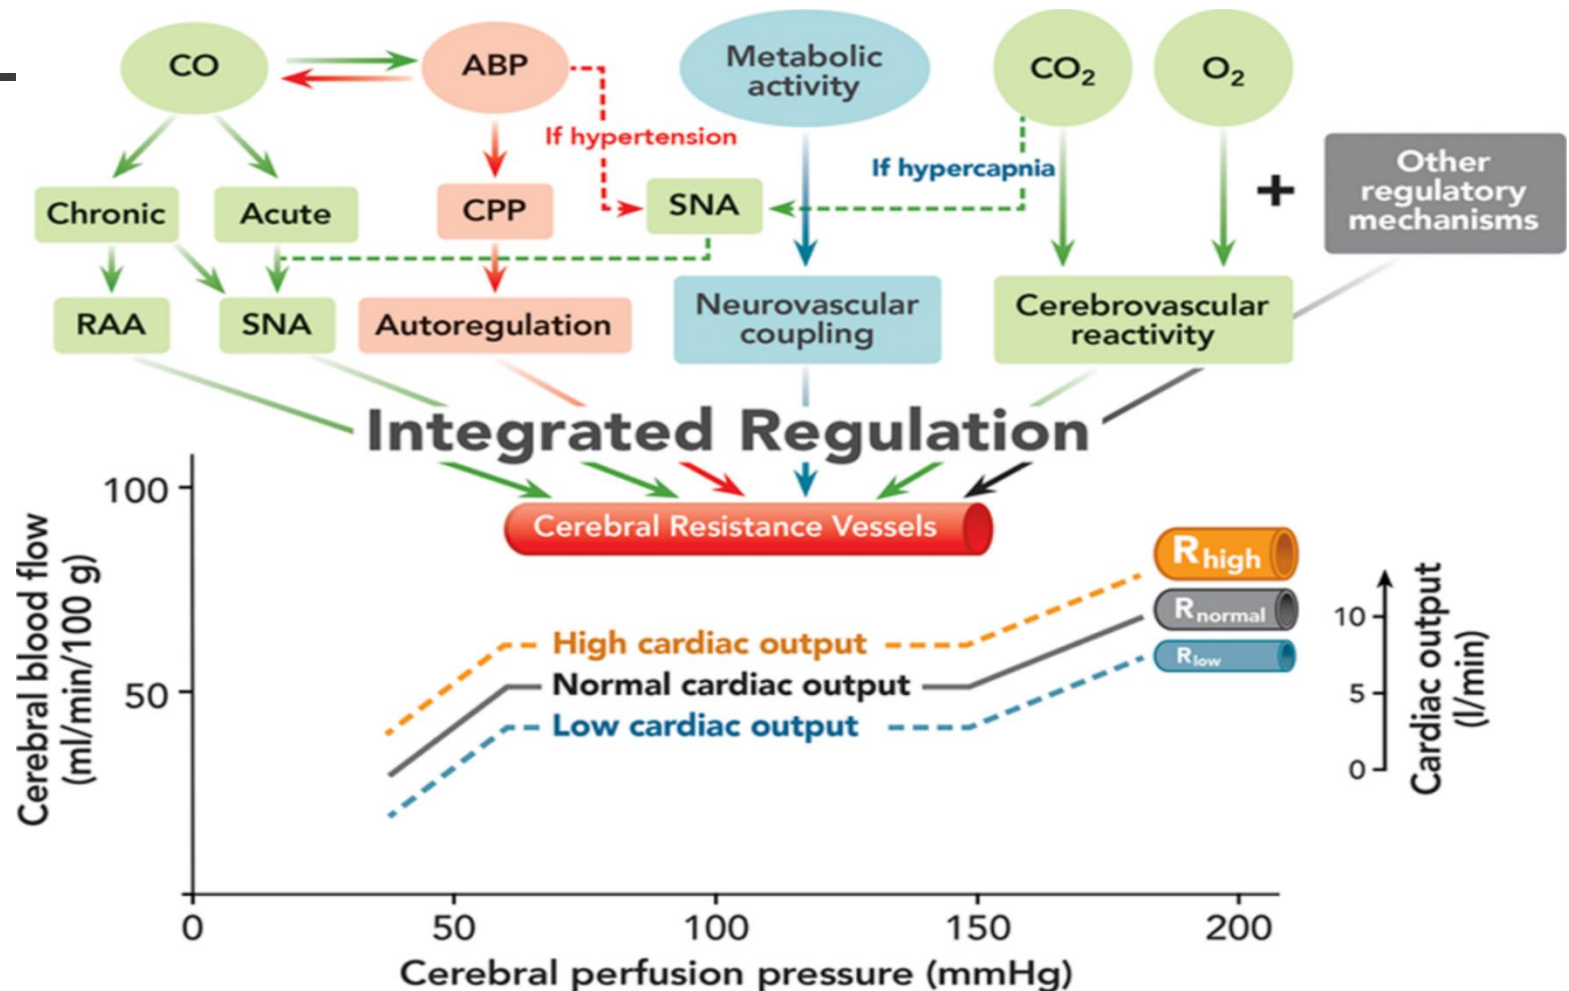 CO
ABP
Metabolic
activity
CO₂
O₂
If hypertension
If hypercapnia
Other
regulatory
mechanisms
+
Chronic
Acute
CPP
SNA
RAA
SNA
Autoregulation
Neurovascular
coupling
Cerebrovascular
reactivity
Integrated Regulation
Cerebral Resistance Vessels
Cerebral blood flow
(ml/min/100 g)
100
50
High cardiac output
Normal cardiac output
Low cardiac output
R high
R normal
R low
10
5
0
Cardiac output
(l/min)
0 50 100 150 200
Cerebral perfusion pressure (mmHg)